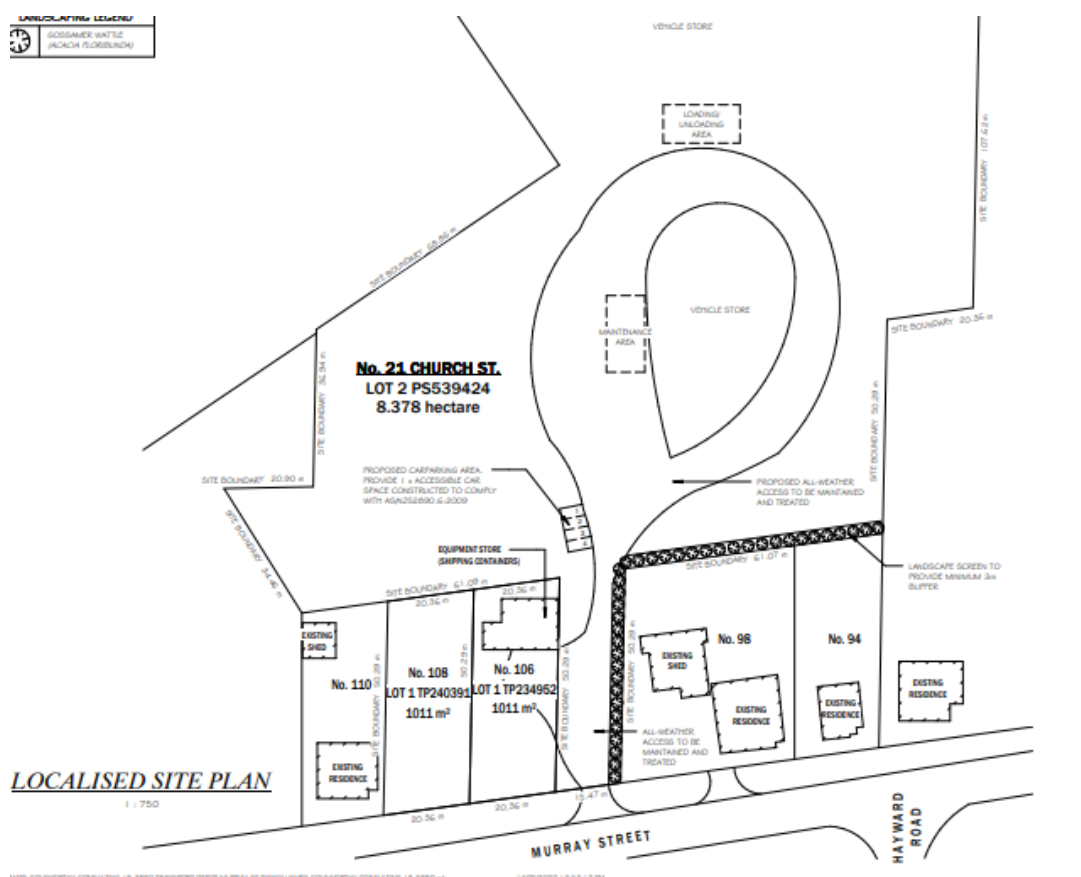 LANDSCAPING LEGEND
GOSSAMER WATTLE
(ACACIA FLORIBUNDA)
VEHICLE STORE
LOADING/
UNLOADING
AREA
SITE BOUNDARY 107.62 m
SITE BOUNDARY 68.86 m
VEHICLE STORE
MAINTENANCE
AREA
SITE BOUNDARY 20.36 m
SITE BOUNDARY 36.94 m
No. 21 CHURCH ST.
LOT 2 PS539424
8.378 hectare
SITE BOUNDARY 50.29 m
PROPOSED CARPARKING AREA.
PROVIDE 1 x ACCESSIBLE CAR
SPACE CONSTRUCTED TO COMPLY
WITH AS/NZS2890.6:2009
SITE BOUNDARY 20.90 m
PROPOSED ALL-WEATHER
ACCESS TO BE MAINTAINED
AND TREATED
1
2
3
4
SITE BOUNDARY 34.46 m
EQUIPMENT STORE
(SHIPPING CONTAINERS)
SITE BOUNDARY 61.07 m
LANDSCAPE SCREEN TO
PROVIDE MINIMUM 3m
BUFFER
SITE BOUNDARY 61.09 m
20.36 m
20.36 m
EXISTING
SHED
No. 110
SITE BOUNDARY 50.29 m
No. 108
LOT 1 TP240391
1011 m²
50.29 m
No. 106
LOT 1 TP234952
1011 m²
SITE BOUNDARY 50.29 m
SITE BOUNDARY 50.29 m
No. 98
EXISTING
SHED
EXISTING
RESIDENCE
No. 94
EXISTING
RESIDENCE
EXISTING
RESIDENCE
ALL-WEATHER
ACCESS TO BE
MAINTAINED AND
TREATED
EXISTING
RESIDENCE
LOCALISED SITE PLAN
1 : 750
20.36 m
20.36 m
15.47 m
MURRAY STREET
HAYWARD
ROAD